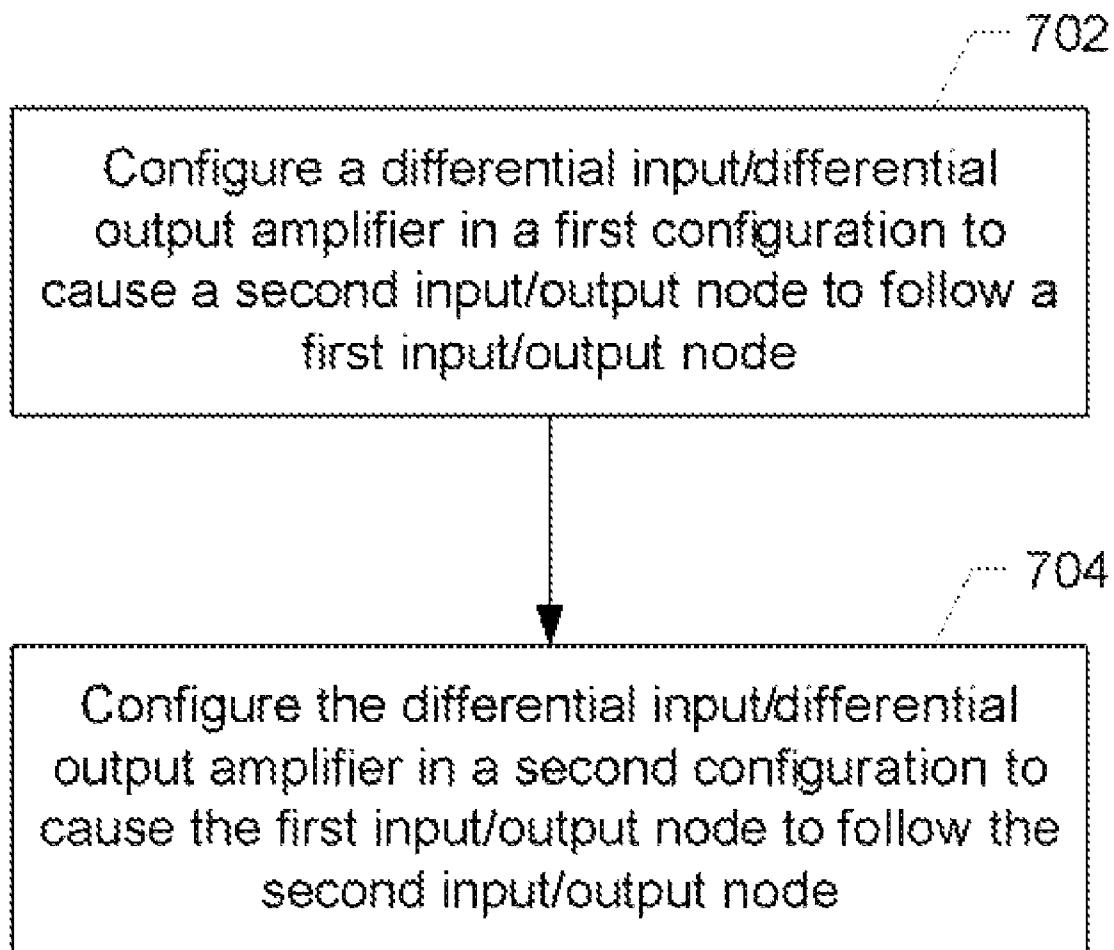 702
Configure a differential input/differential
output amplifier in a first configuration to
cause a second input/output node to follow a
first input/output node
704
Configure the differential input/differential
output amplifier in a second configuration to
cause the first input/output node to follow the
second input/output node